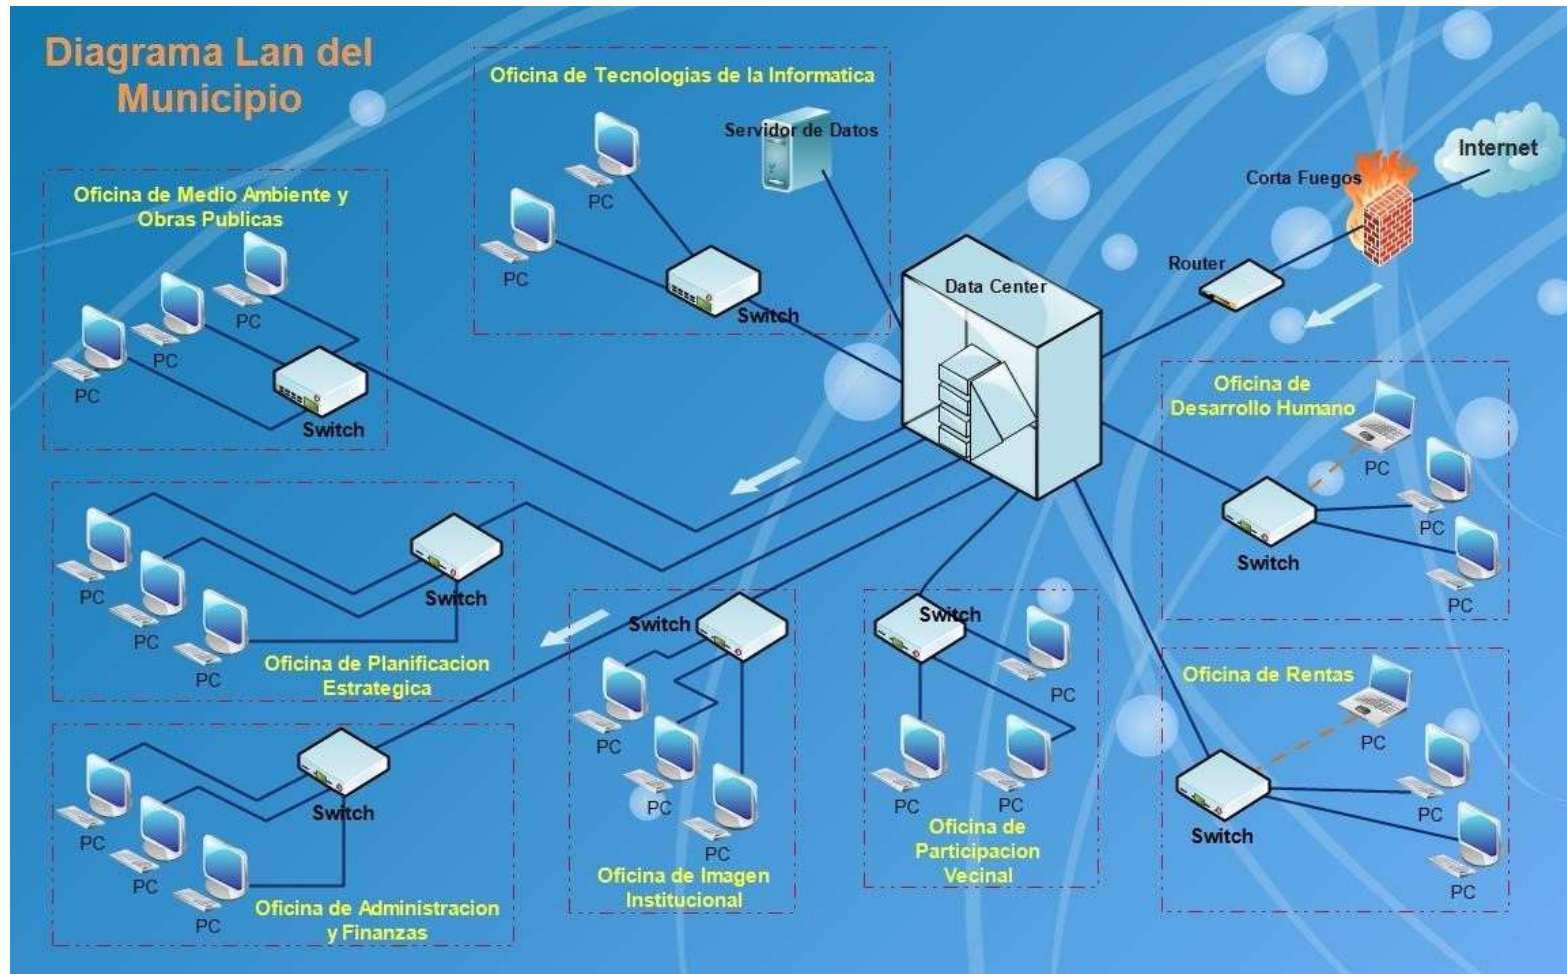 Diagrama Lan del
Municipio
Oficina de Tecnologias de la Informatica
Servidor de Datos
PC
PC
Switch
Internet
Corta Fuegos
Router
Data Center
Oficina de Medio Ambiente y
Obras Publicas
PC
PC
PC
Switch
Oficina de
Desarrollo Humano
PC
PC
PC
Switch
PC
PC
PC
Switch
Oficina de Planificacion
Estrategica
Switch
PC
PC
PC
Oficina de Imagen
Institucional
Switch
PC
PC
PC
Oficina de
Participacion
Vecinal
Oficina de Rentas
PC
PC
PC
Switch
PC
PC
PC
Switch
Oficina de Administracion
y Finanzas